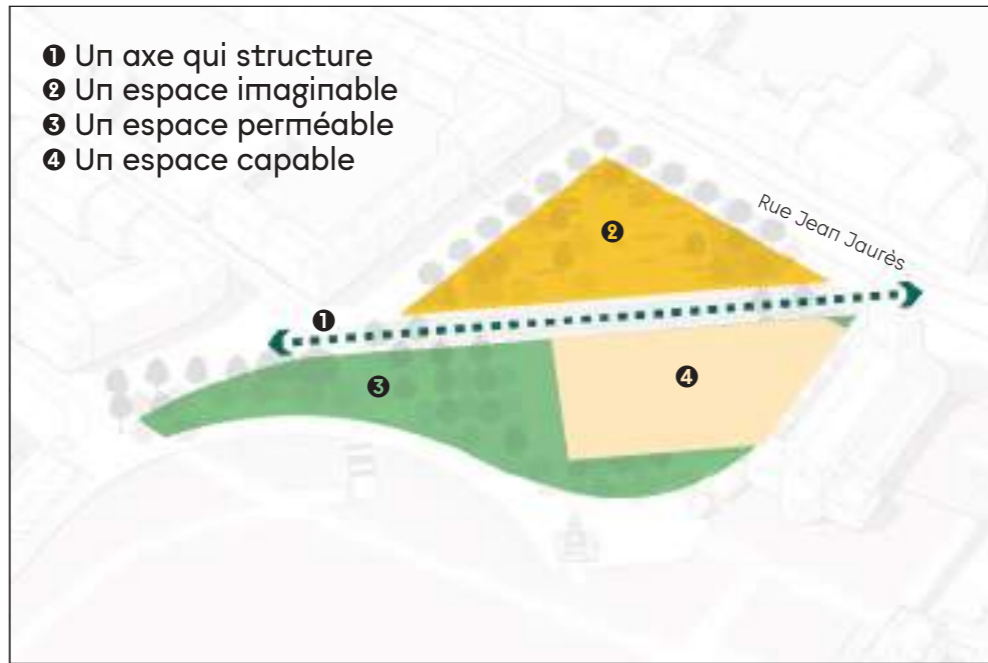 ❶ Un axe qui structure
❷ Un espace imaginable
❸ Un espace perméable
❹ Un espace capable
Rue Jean Jaurès
❷
❶
❸
❹